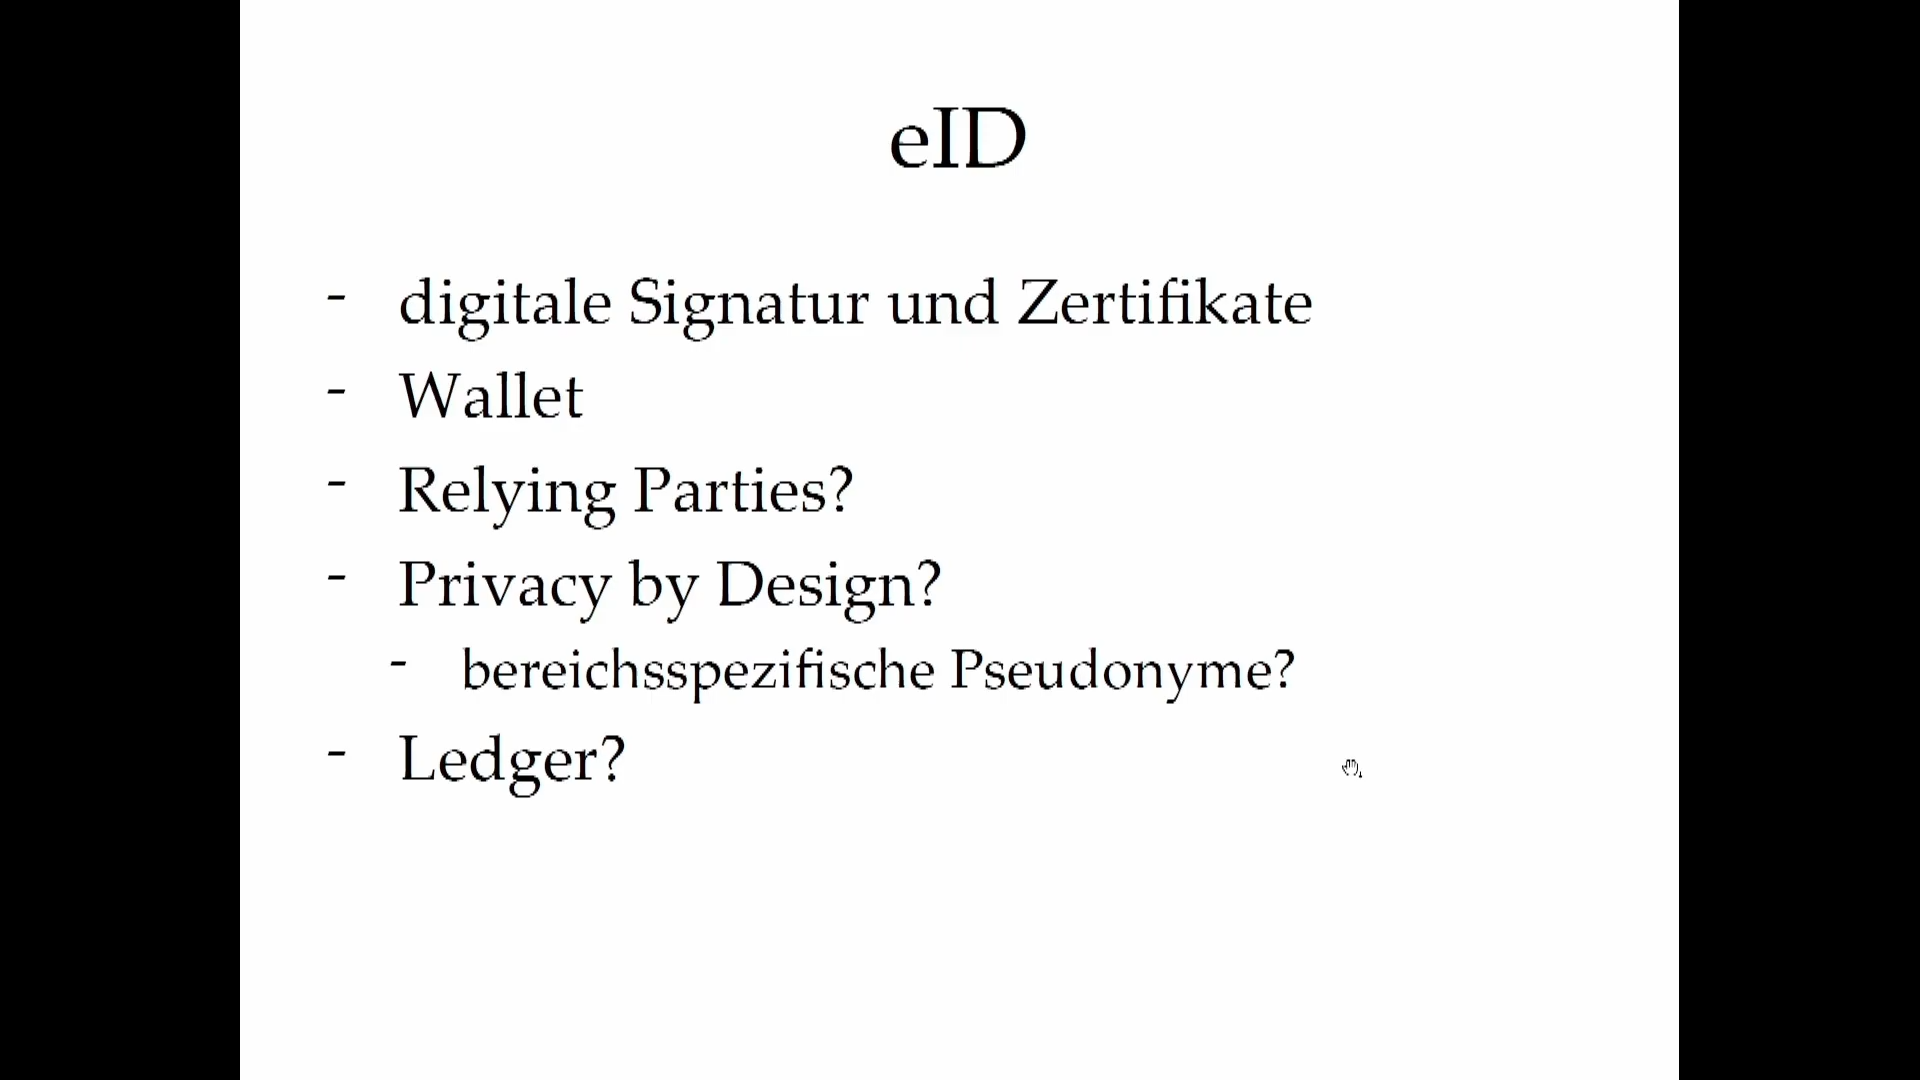 eID
- digitale Signatur und Zertifikate
- Wallet
- Relying Parties?
- Privacy by Design?
- bereichsspezifische Pseudonyme?
- Ledger?